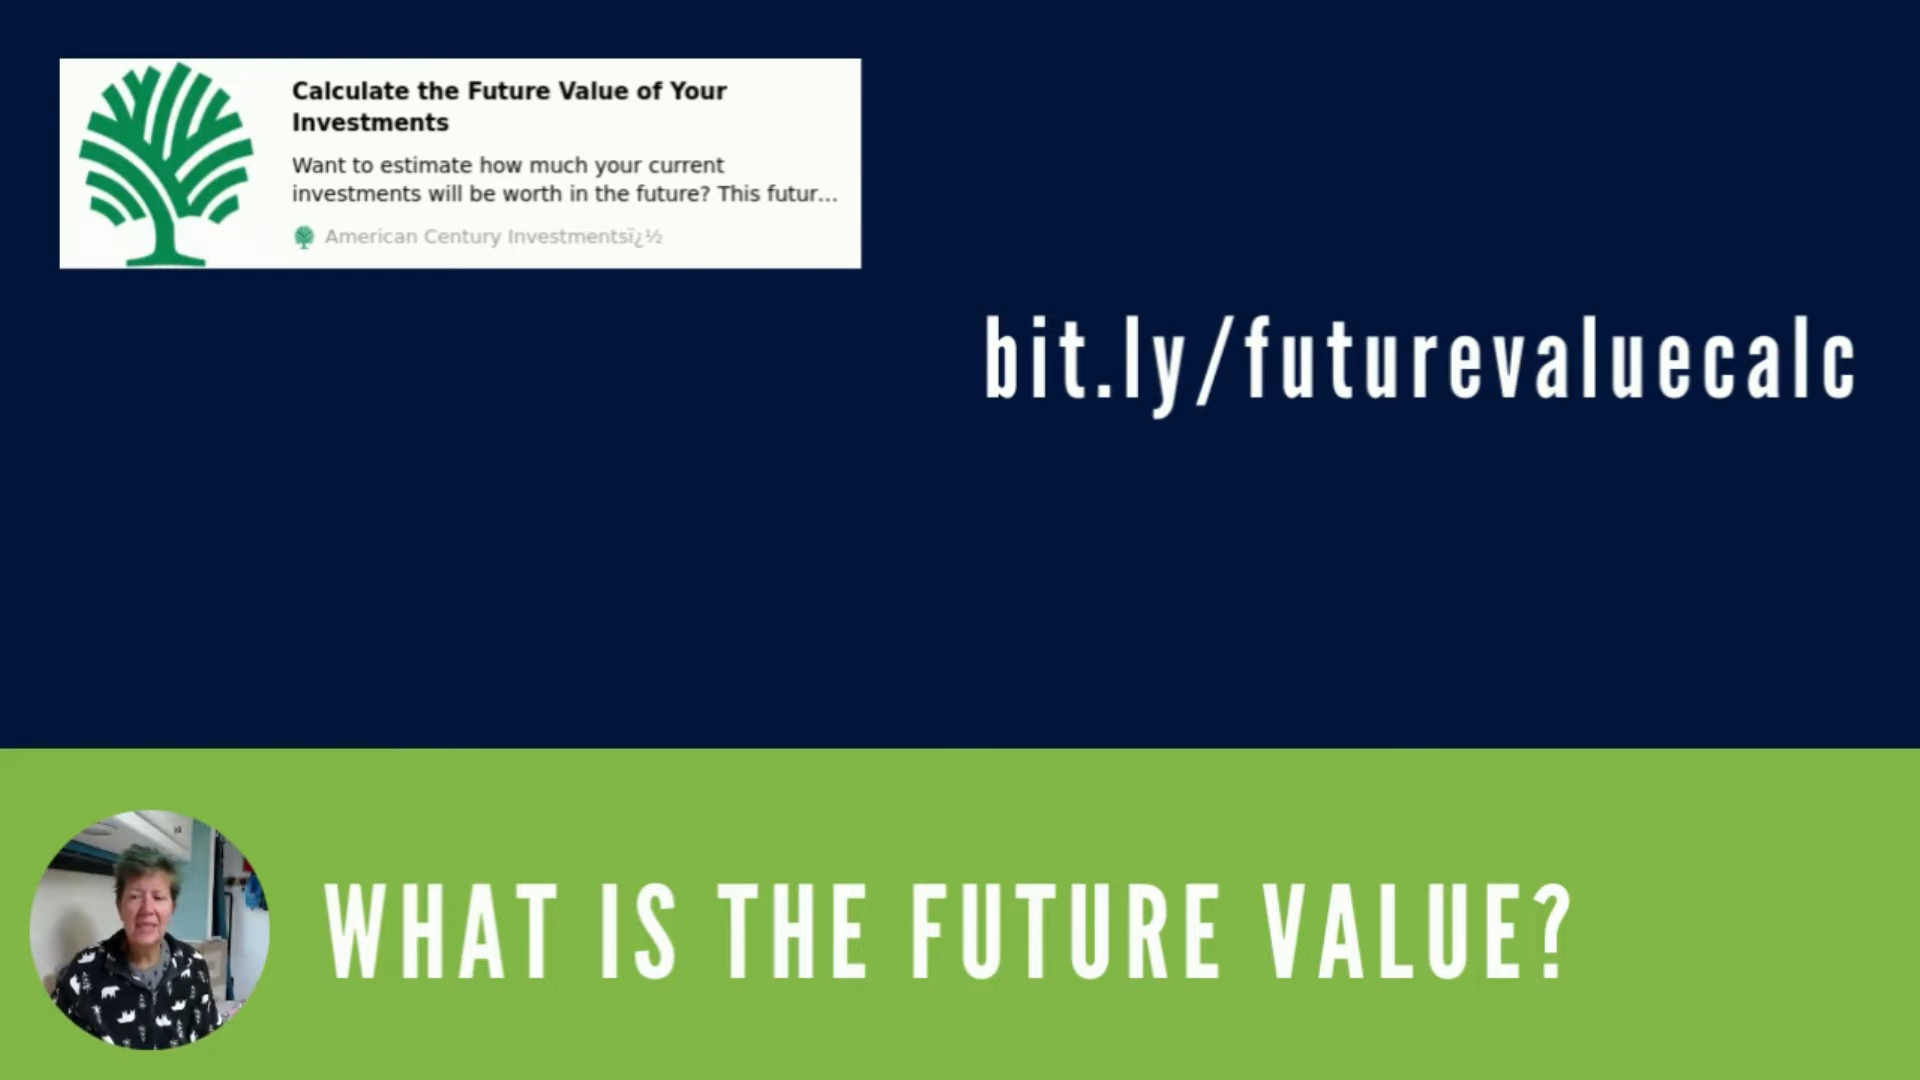 Calculate the Future Value of Your
Investments
Want to estimate how much your current
investments will be worth in the future? This futur...
American Century Investmentsï¿½
bit.ly/futurevaluecalc
WHAT IS THE FUTURE VALUE?